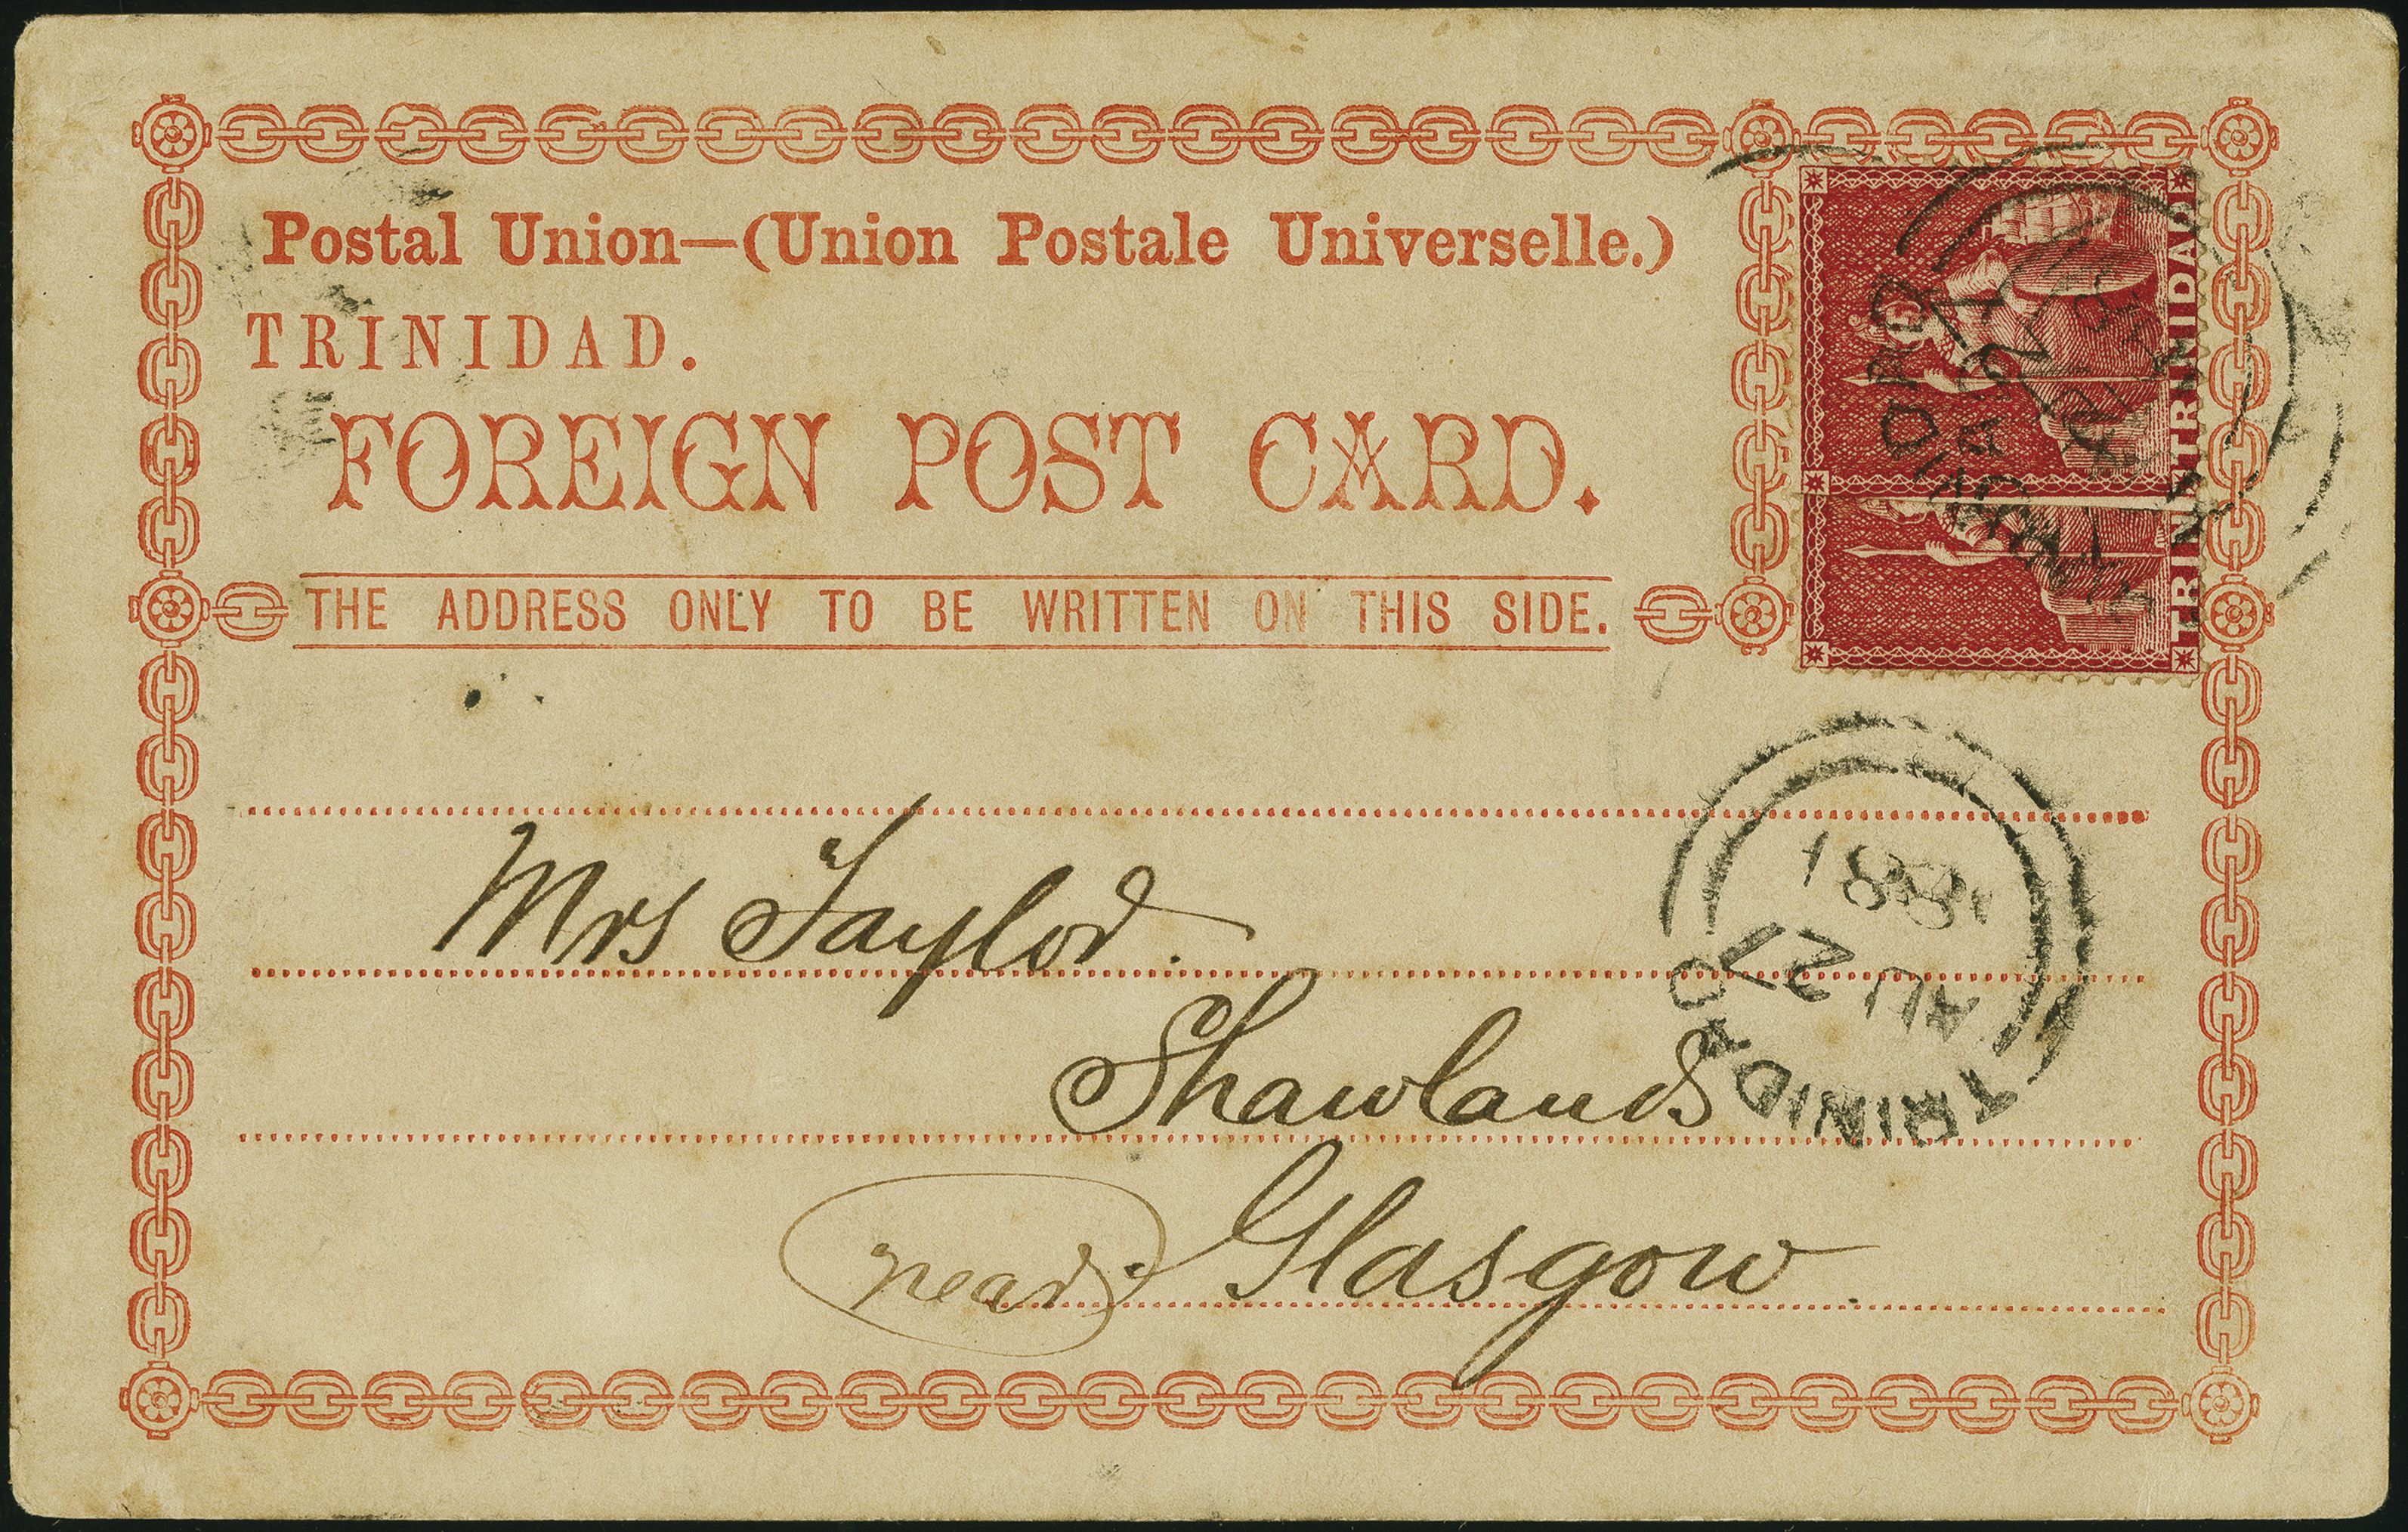 Postal Union—(Union Postale Universelle.)
TRINIDAD.
FOREIGN POST CARD.
THE ADDRESS ONLY TO BE WRITTEN ON THIS SIDE.
TRINIDAD
TRINI
Mrs Taylor.
Shawlands
(near) Glasgow.
TRINIDAD
AU 27
1881